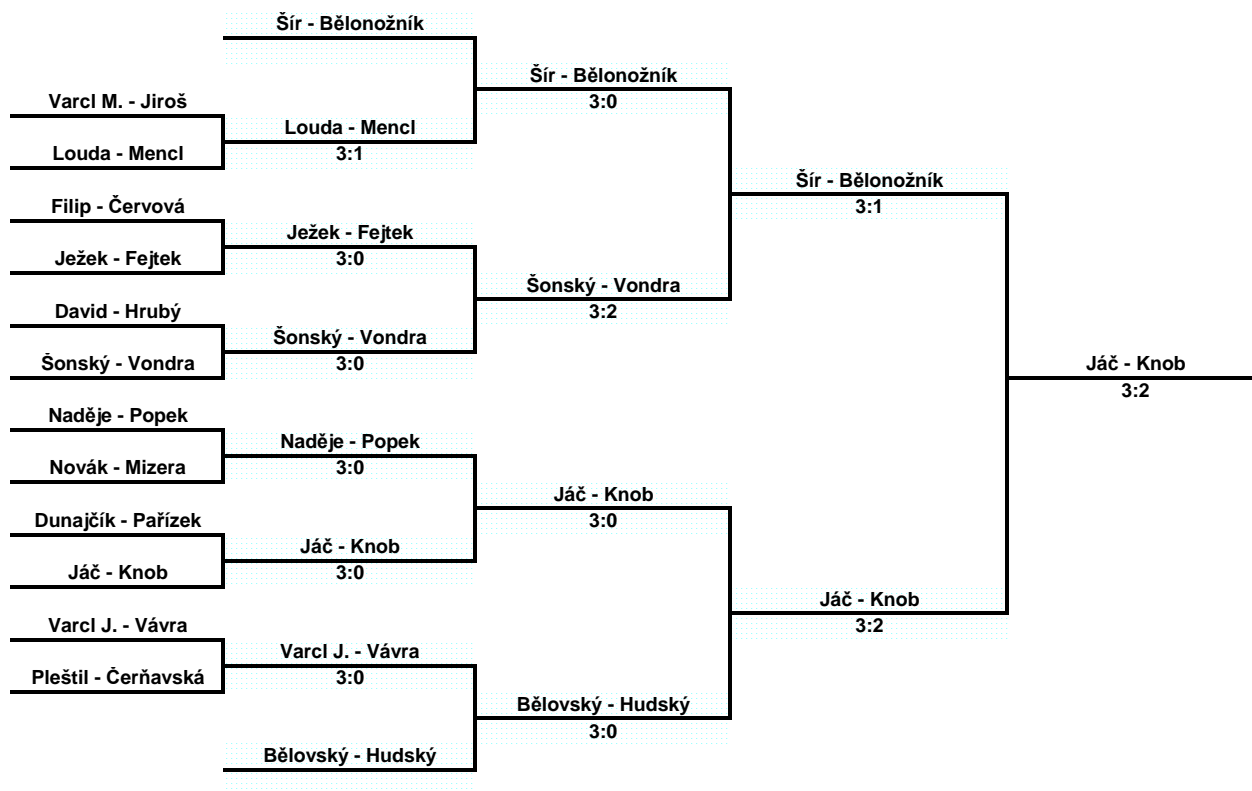 Šír - Bělonožník
Šír - Bělonožník
3:0
Varcl M. - Jiroš
Louda - Mencl
3:1
Louda - Mencl
Šír - Bělonožník
3:1
Filip - Červová
Ježek - Fejtek
3:0
Ježek - Fejtek
Šonský - Vondra
3:2
David - Hrubý
Šonský - Vondra
3:0
Šonský - Vondra
Jáč - Knob
3:2
Naděje - Popek
Naděje - Popek
3:0
Novák - Mizera
Jáč - Knob
3:0
Dunajčík - Pařízek
Jáč - Knob
3:0
Jáč - Knob
Jáč - Knob
3:2
Varcl J. - Vávra
Varcl J. - Vávra
3:0
Pleštil - Čerňavská
Bělovský - Hudský
3:0
Bělovský - Hudský